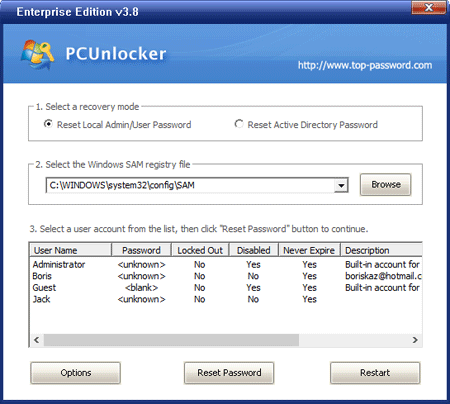 Enterprise Edition v3.8
PCUnlocker
http://www.top-password.com
1. Select a recovery mode
Reset Local Admin/User Password Reset Active Directory Password
2. Select the Windows SAM registry file
C:\WINDOWS\system32\config\SAM Browse
3. Select a user account from the list, then click "Reset Password" button to continue.
User Name Password Locked Out Disabled Never Expire Description
Administrator <unknown> No Yes Yes Built-in account for
Boris <unknown> No No Yes boriskaz@hotmail.c
Guest <blank> No Yes Yes Built-in account for
Jack <unknown> No No Yes
Options Reset Password Restart